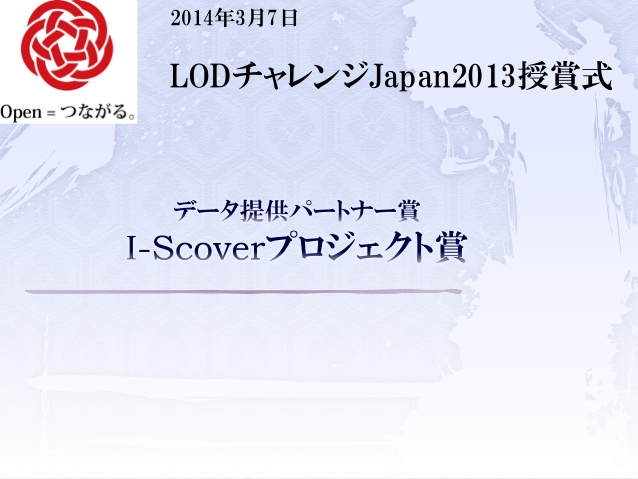 2014年3月7日
LODチャレンジJapan2013授賞式
Open = つながる。
データ提供パートナー賞
I-Scoverプロジェクト賞